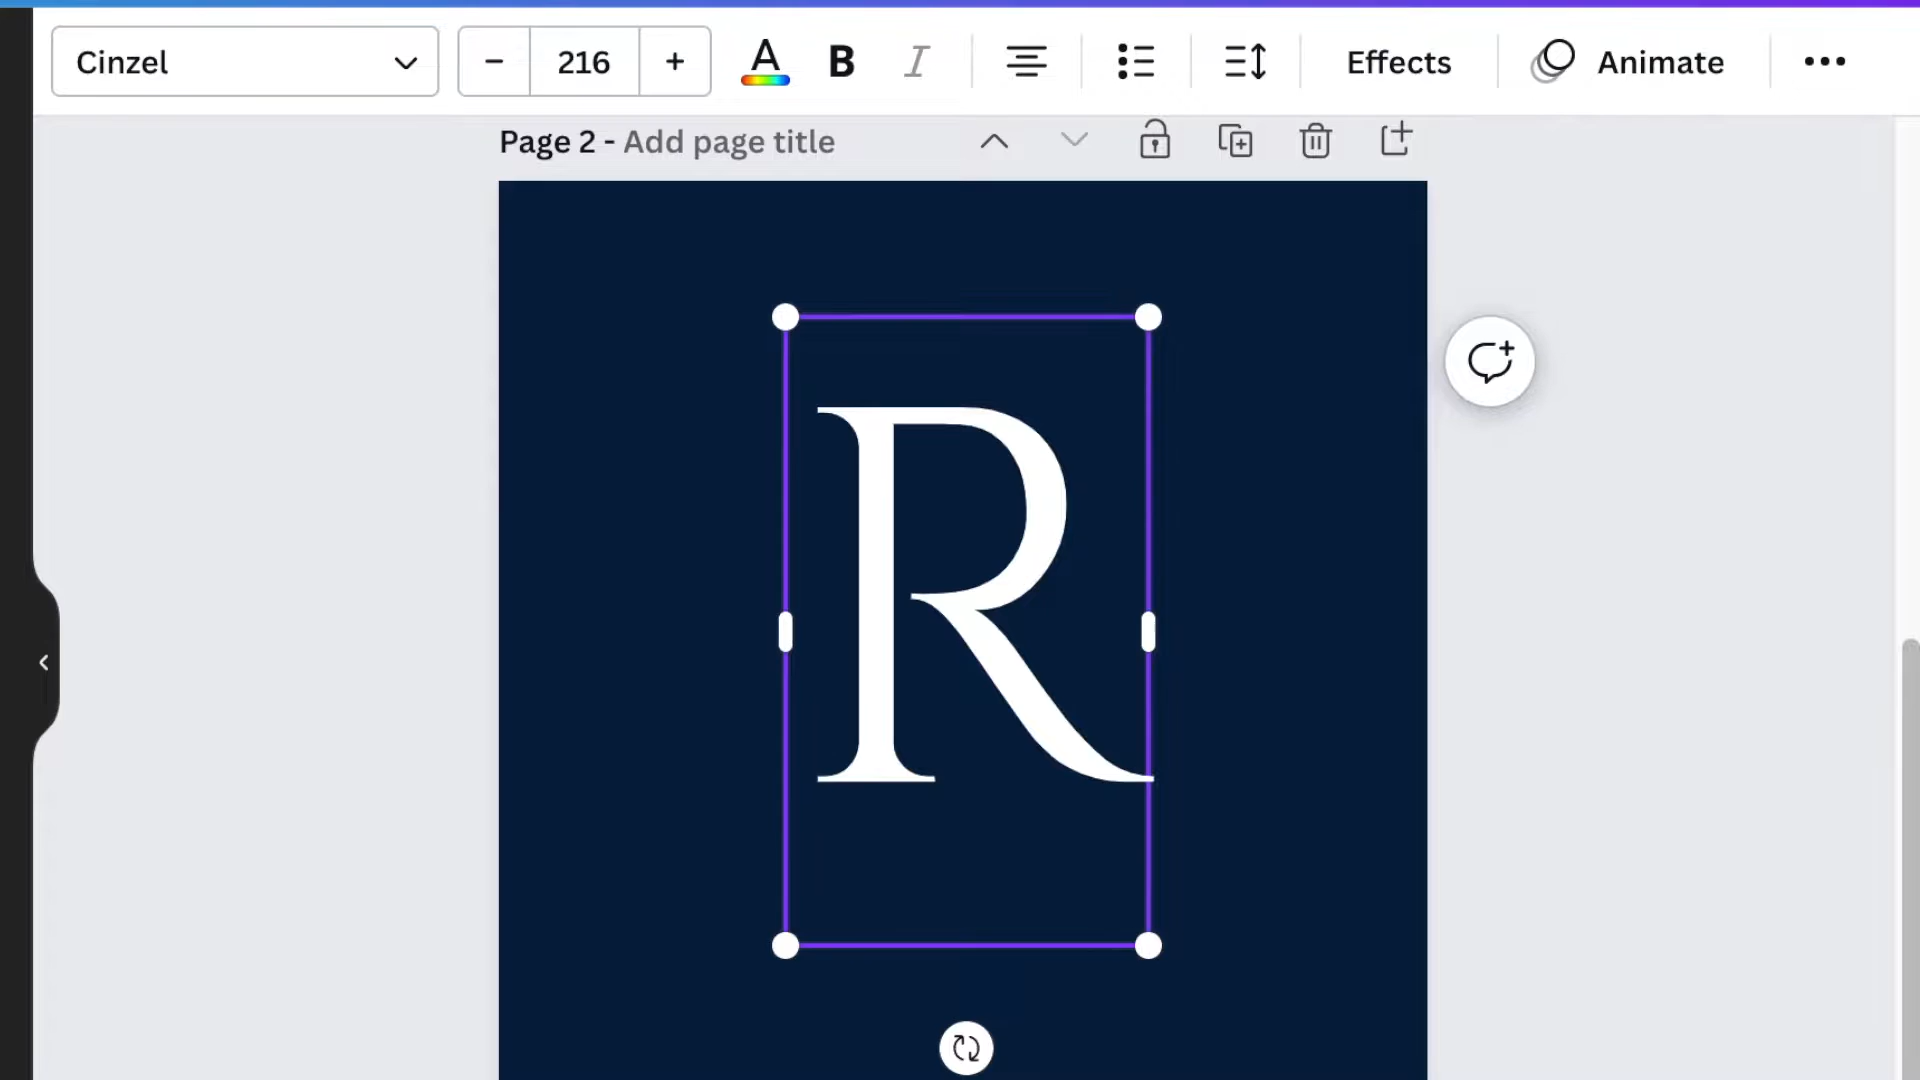 Cinzel − 216 + A B I Effects Animate
Page 2 - Add page title
R